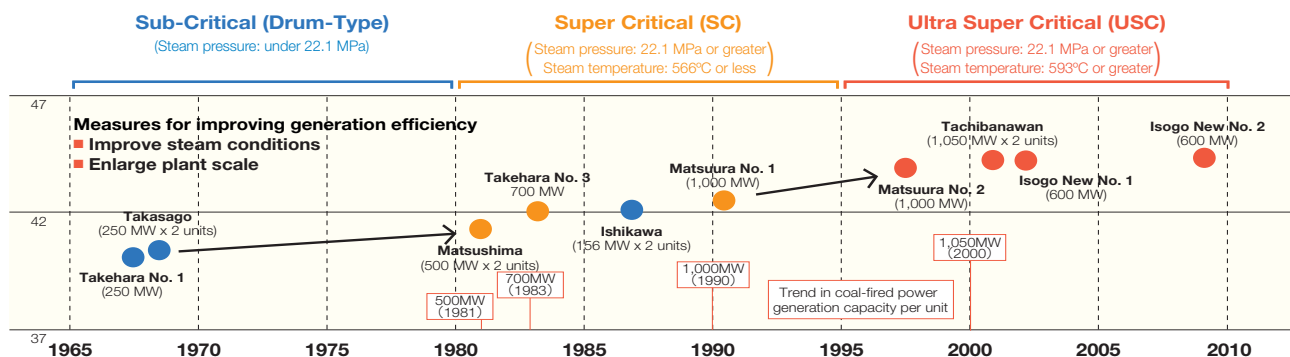 Sub-Critical (Drum-Type)
(Steam pressure: under 22.1 MPa)
Super Critical (SC)
(Steam pressure: 22.1 MPa or greater
Steam temperature: 566ºC or less)
Ultra Super Critical (USC)
(Steam pressure: 22.1 MPa or greater
Steam temperature: 593ºC or greater)
47
Measures for improving generation efficiency
Improve steam conditions
Enlarge plant scale
Takasago
(250 MW x 2 units)
Takehara No. 1
(250 MW)
Takehara No. 3
700 MW
Matsushima
(500 MW x 2 units)
Ishikawa
(156 MW x 2 units)
Matsuura No. 1
(1,000 MW)
Matsuura No. 2
(1,000 MW)
Tachibanawan
(1,050 MW x 2 units)
Isogo New No. 1
(600 MW)
Isogo New No. 2
(600 MW)
42
500MW
(1981)
700MW
(1983)
1,000MW
(1990)
1,050MW
(2000)
Trend in coal-fired power
generation capacity per unit
37
1965 1970 1975 1980 1985 1990 1995 2000 2005 2010